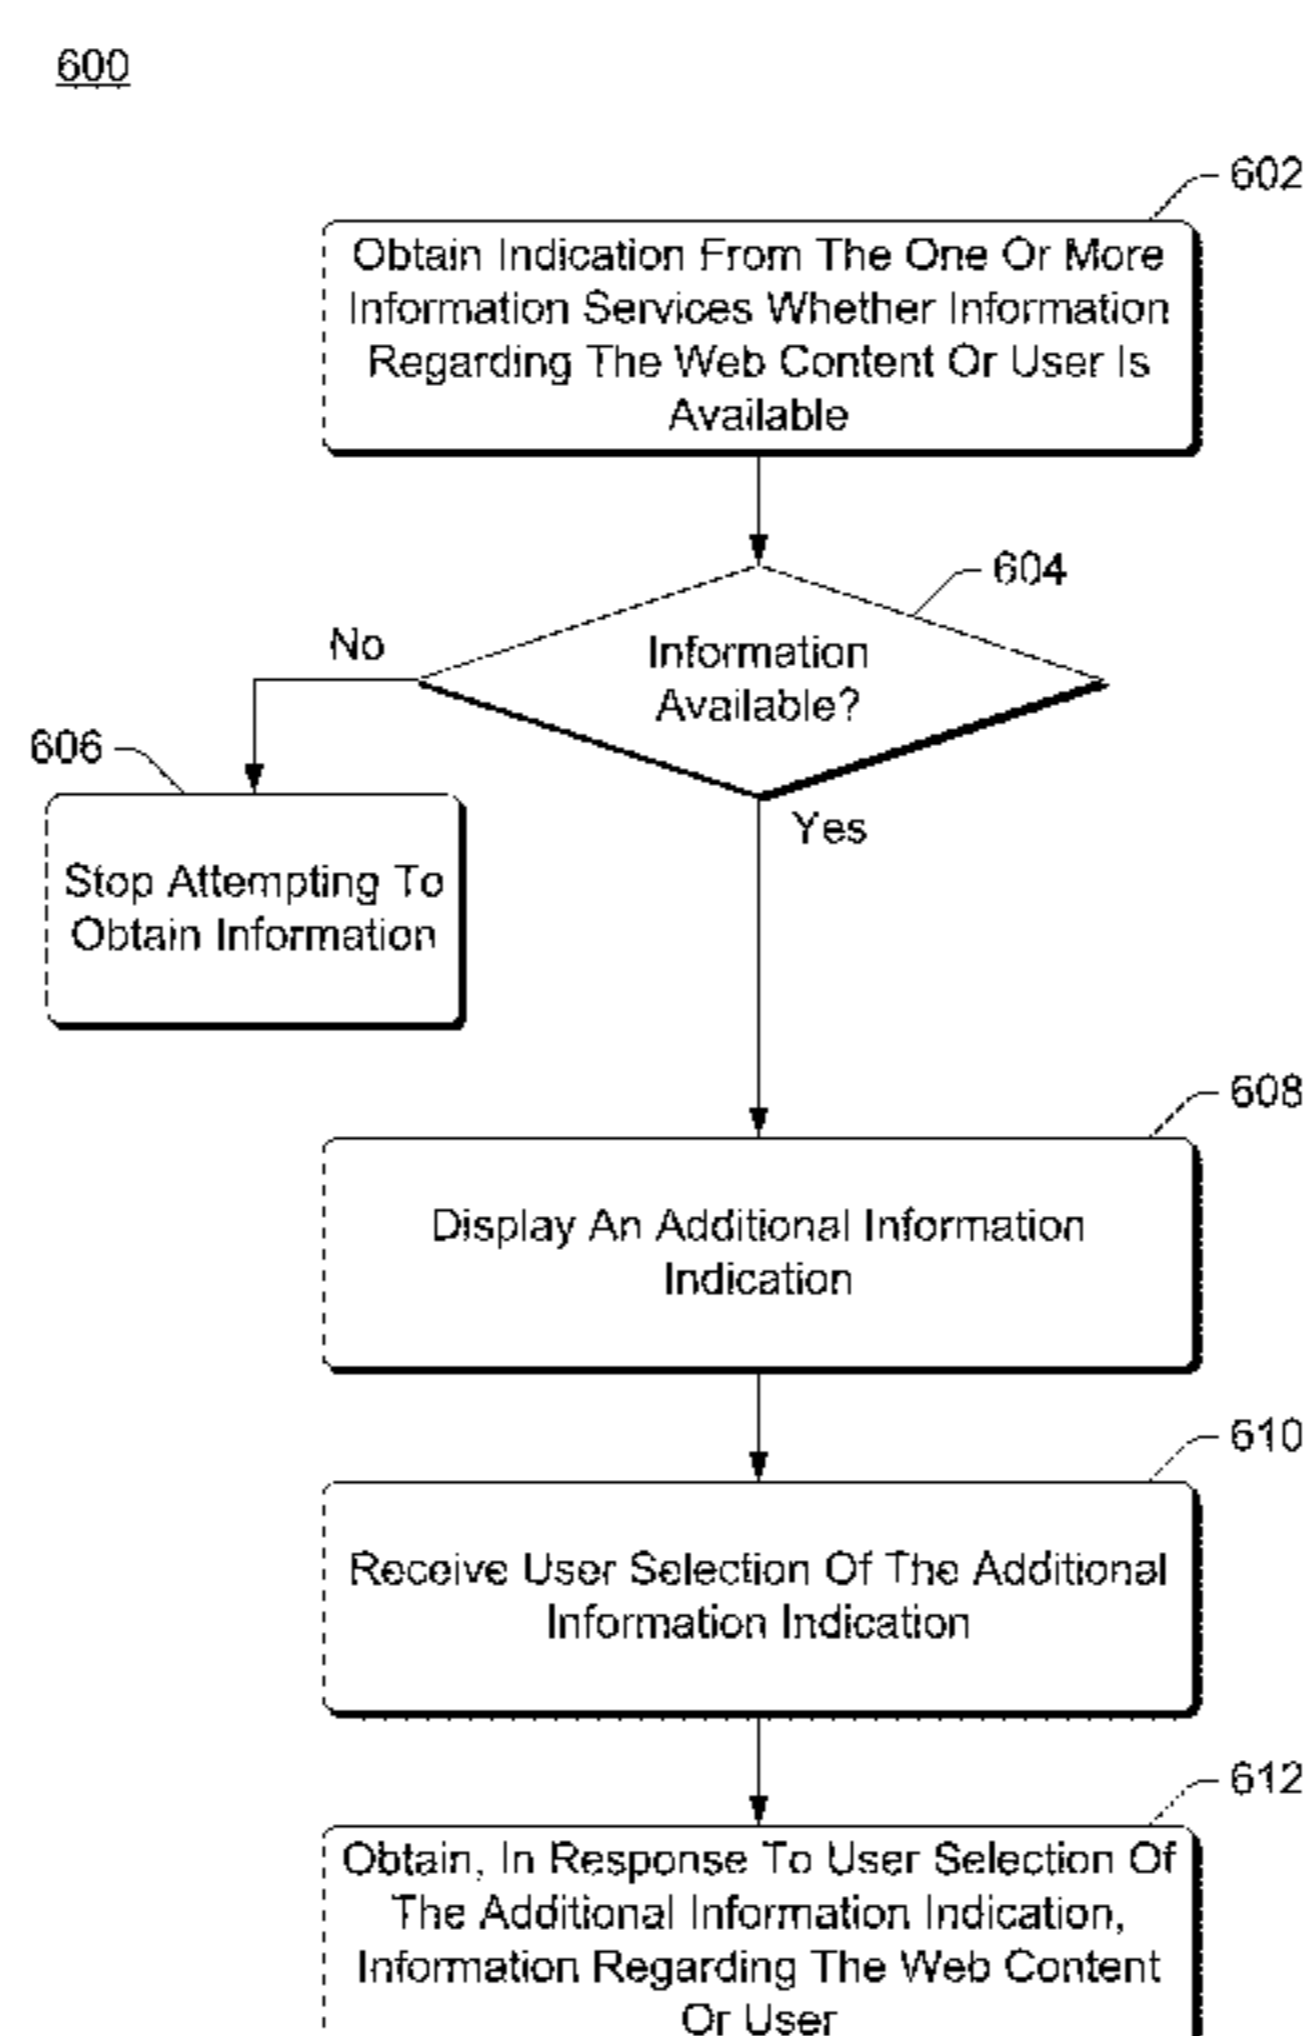 600
602
Obtain Indication From The One Or More
Information Services Whether Information
Regarding The Web Content Or User Is
Available
604
No
Information
Available?
606
Yes
Stop Attempting To
Obtain Information
608
Display An Additional Information
Indication
610
Receive User Selection Of The Additional
Information Indication
612
Obtain, In Response To User Selection Of
The Additional Information Indication,
Information Regarding The Web Content
Or User